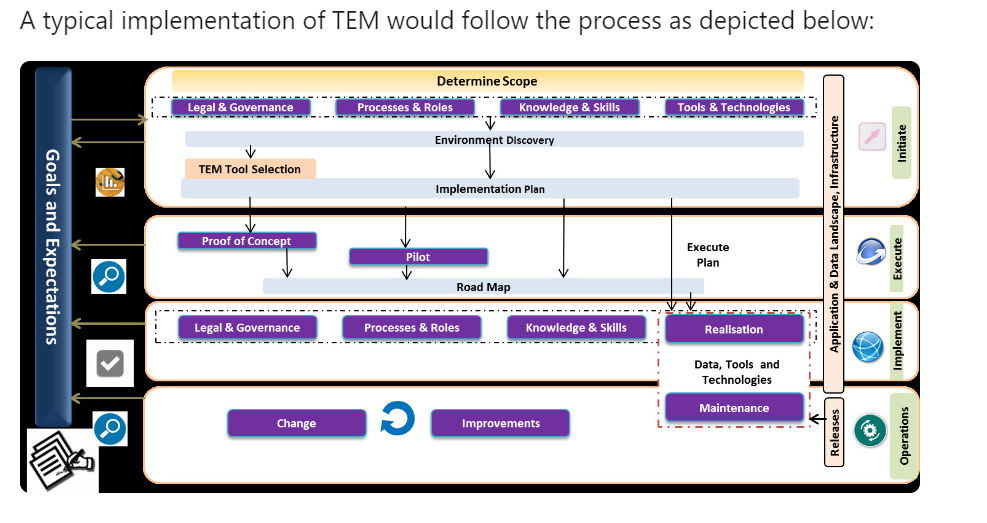 A typical implementation of TEM would follow the process as depicted below:
Goals and Expectations
Determine Scope
Legal & Governance
Processes & Roles
Knowledge & Skills
Tools & Technologies
Environment Discovery
TEM Tool Selection
Implementation Plan
Initiate
Application & Data Landscape, Infrastructure
Proof of Concept
Pilot
Execute
Plan
Road Map
Execute
Legal & Governance
Processes & Roles
Knowledge & Skills
Realisation
Data, Tools and
Technologies
Implement
Maintenance
Change
Improvements
Releases
Operations